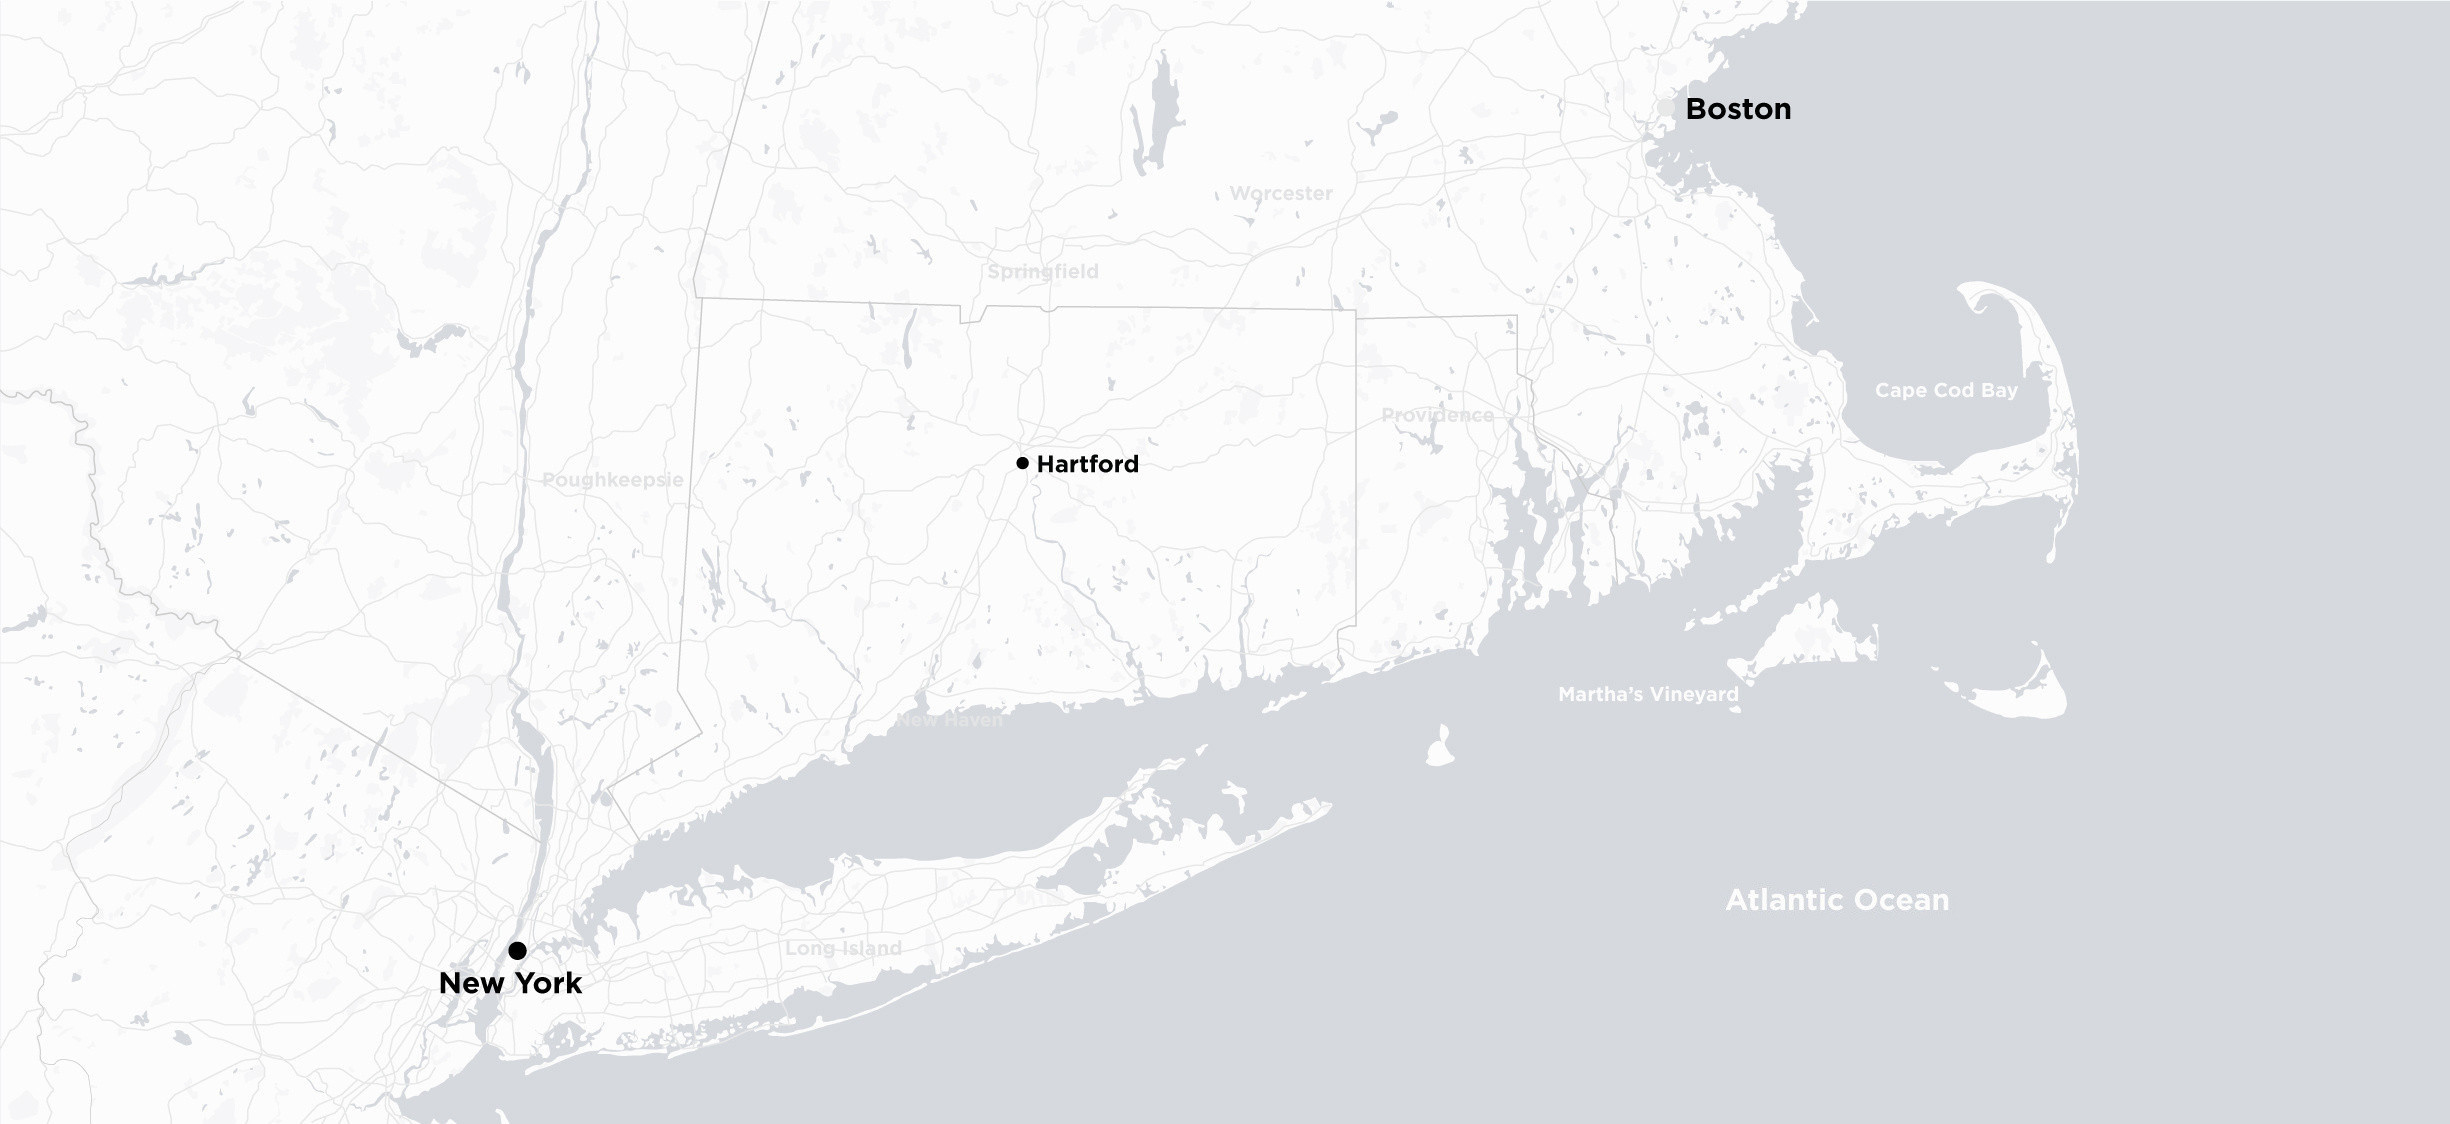 Boston
Worcester
Springfield
Cape Cod Bay
Providence
Hartford
Poughkeepsie
Martha’s Vineyard
New Haven
Atlantic Ocean
Long Island
New York